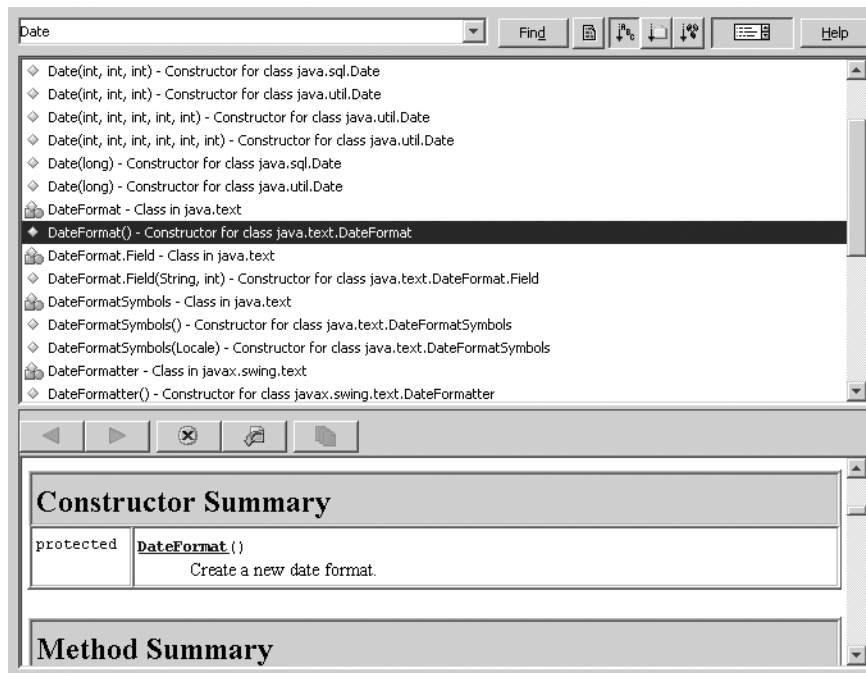 Date
Find
Help
Date(int, int, int) - Constructor for class java.sql.Date
Date(int, int, int) - Constructor for class java.util.Date
Date(int, int, int, int, int) - Constructor for class java.util.Date
Date(int, int, int, int, int, int) - Constructor for class java.util.Date
Date(long) - Constructor for class java.sql.Date
Date(long) - Constructor for class java.util.Date
DateFormat - Class in java.text
DateFormat() - Constructor for class java.text.DateFormat
DateFormat.Field - Class in java.text
DateFormat.Field(String, int) - Constructor for class java.text.DateFormat.Field
DateFormatSymbols - Class in java.text
DateFormatSymbols() - Constructor for class java.text.DateFormatSymbols
DateFormatSymbols(Locale) - Constructor for class java.text.DateFormatSymbols
DateFormatter - Class in javax.swing.text
DateFormatter() - Constructor for class javax.swing.text.DateFormatter
Constructor Summary
protected DateFormat()
Create a new date format.
Method Summary